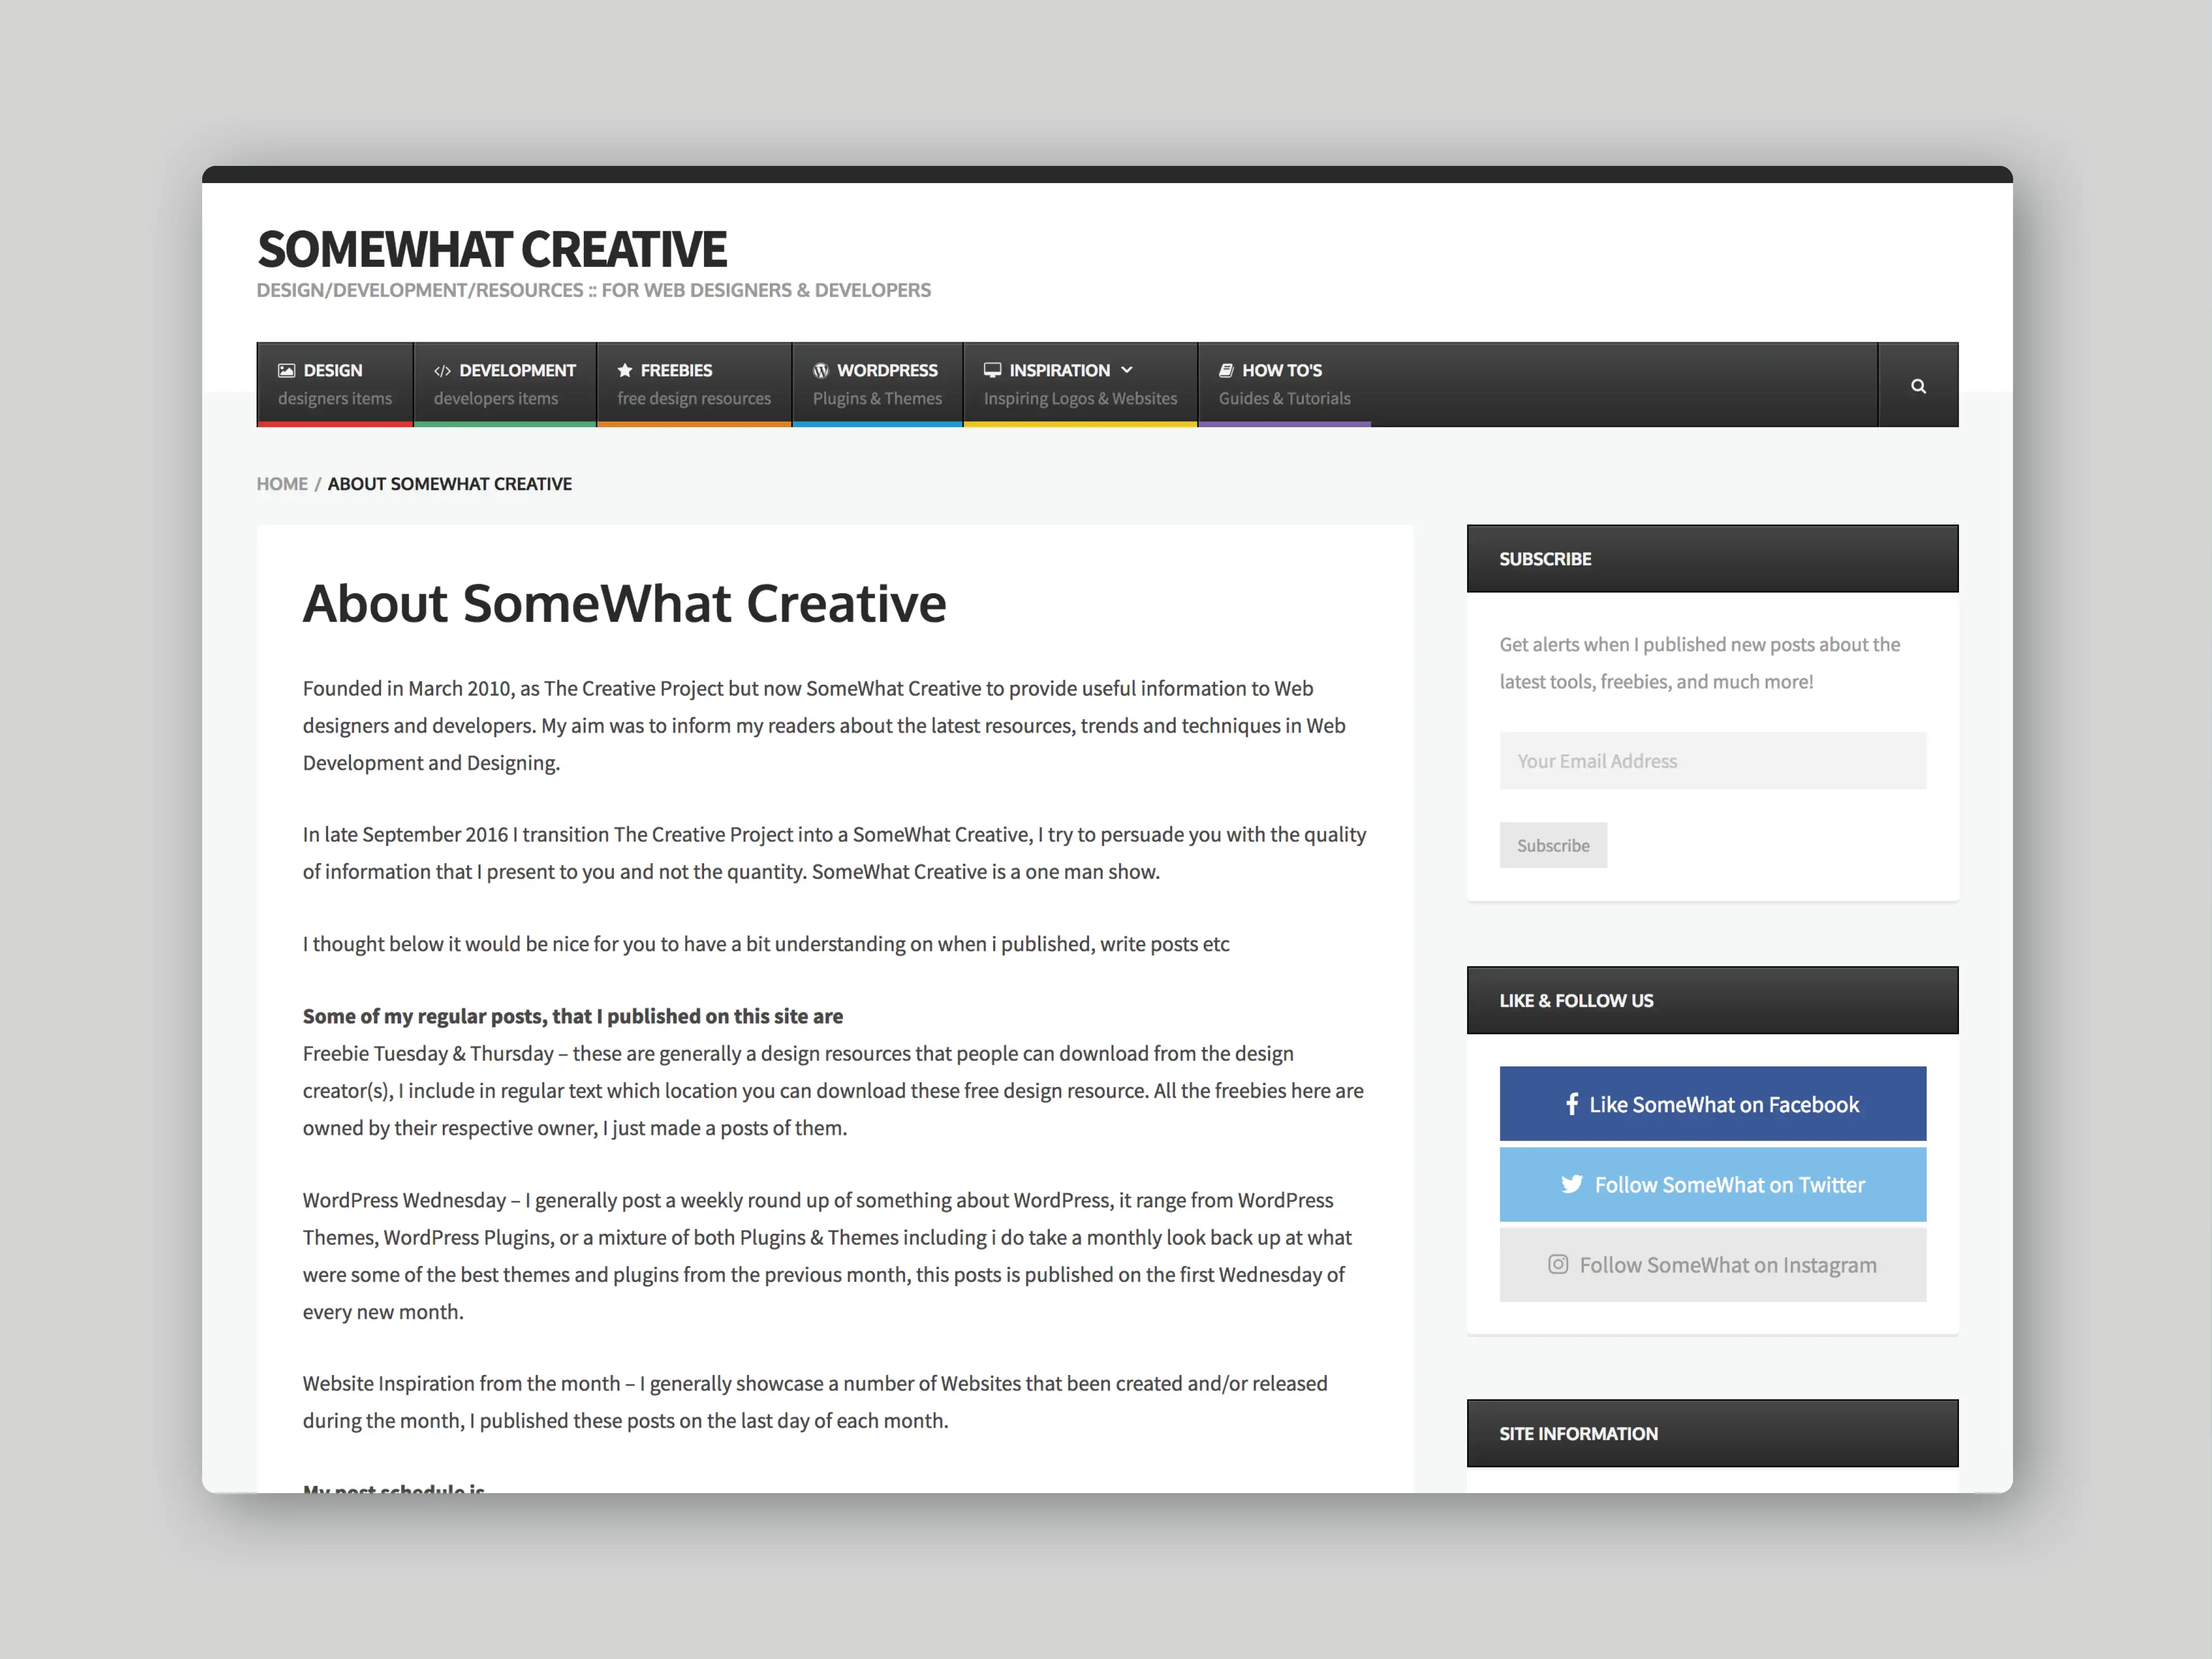 SOMEWHAT CREATIVE
DESIGN/DEVELOPMENT/RESOURCES :: FOR WEB DESIGNERS & DEVELOPERS
DESIGN
designers items
DEVELOPMENT
developers items
FREEBIES
free design resources
WORDPRESS
Plugins & Themes
INSPIRATION
Inspiring Logos & Websites
HOW TO'S
Guides & Tutorials
HOME / ABOUT SOMEWHAT CREATIVE
About SomeWhat Creative
Founded in March 2010, as The Creative Project but now SomeWhat Creative to provide useful information to Web
designers and developers. My aim was to inform my readers about the latest resources, trends and techniques in Web
Development and Designing.
In late September 2016 I transition The Creative Project into a SomeWhat Creative, I try to persuade you with the quality
of information that I present to you and not the quantity. SomeWhat Creative is a one man show.
I thought below it would be nice for you to have a bit understanding on when i published, write posts etc
Some of my regular posts, that I published on this site are
Freebie Tuesday & Thursday – these are generally a design resources that people can download from the design
creator(s), I include in regular text which location you can download these free design resource. All the freebies here are
owned by their respective owner, I just made a posts of them.
WordPress Wednesday – I generally post a weekly round up of something about WordPress, it range from WordPress
Themes, WordPress Plugins, or a mixture of both Plugins & Themes including i do take a monthly look back up at what
were some of the best themes and plugins from the previous month, this posts is published on the first Wednesday of
every new month.
Website Inspiration from the month – I generally showcase a number of Websites that been created and/or released
during the month, I published these posts on the last day of each month.
My post schedule is
SUBSCRIBE
Get alerts when I published new posts about the
latest tools, freebies, and much more!
Your Email Address
Subscribe
LIKE & FOLLOW US
Like SomeWhat on Facebook
Follow SomeWhat on Twitter
Follow SomeWhat on Instagram
SITE INFORMATION